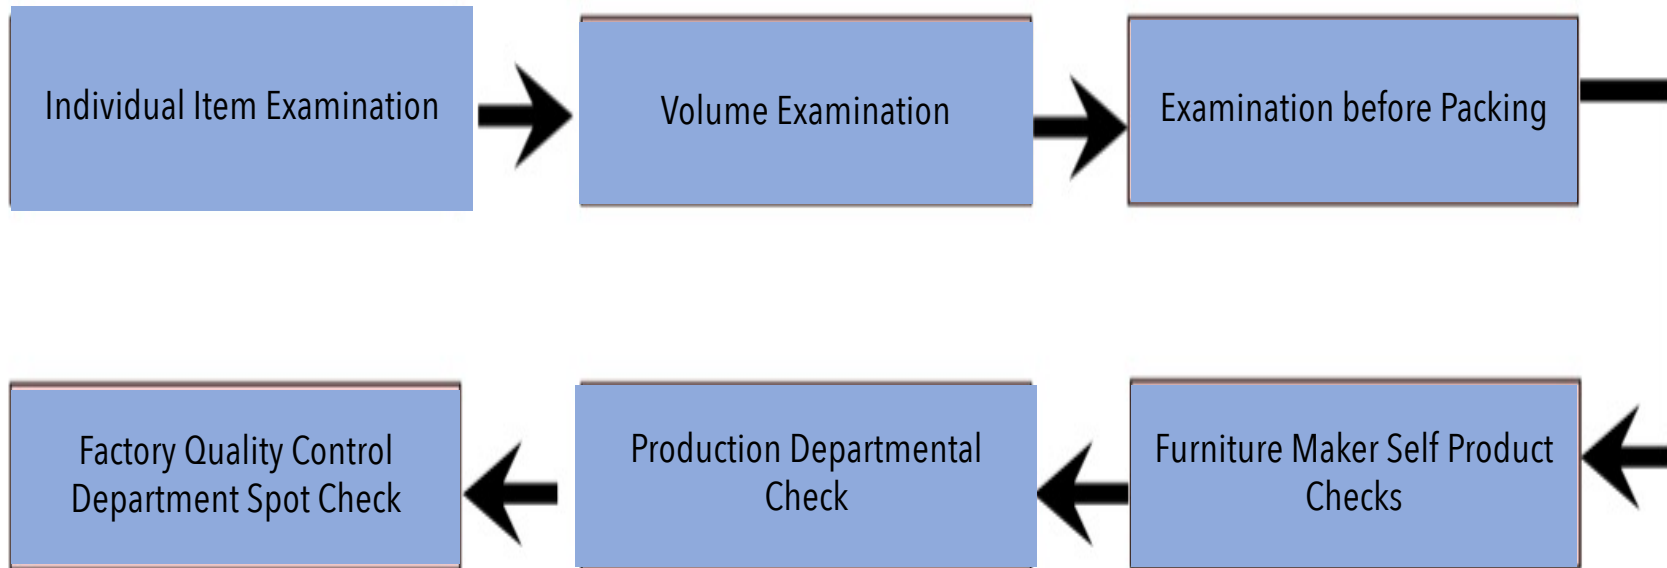 Individual Item Examination
Volume Examination
Examination before Packing
Factory Quality Control
Department Spot Check
Production Departmental
Check
Furniture Maker Self Product
Checks